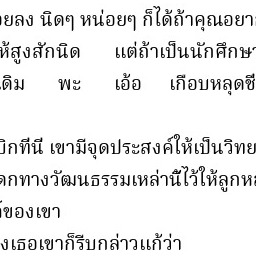 ยลง นิดๆ หน่อยๆ ก็ได้ถ้าคุณอยา
ห้สูงสักนิด แต่ถ้าเป็นนักศึกษา
เดิม พะ เอ้อ เกือบหลุดชี
บิกทีนี เขามีจุดประสงค์ให้เป็นวิทย
ดกทางวัฒนธรรมเหล่านี้ไว้ให้ลูกห
ของเขา
งเธอเขาก็รีบกล่าวแก้ว่า